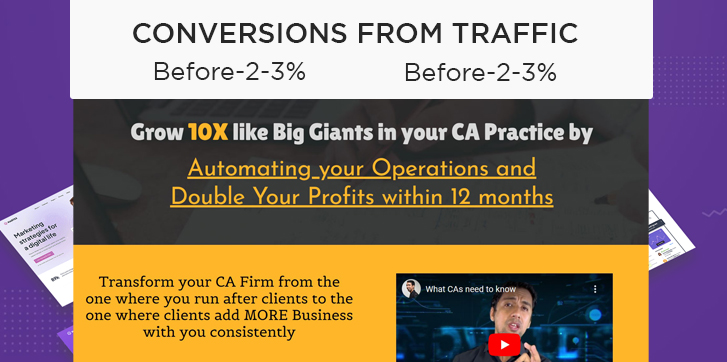 CONVERSIONS FROM TRAFFIC
Before-2-3% Before-2-3%
Grow 10X like Big Giants in your CA Practice by
Automating your Operations and
Double Your Profits within 12 months
Marketing
strategies for
a digital life
Transform your CA Firm from the
one where you run after clients to the
one where clients add MORE Business
with you consistently
What CAs need to know